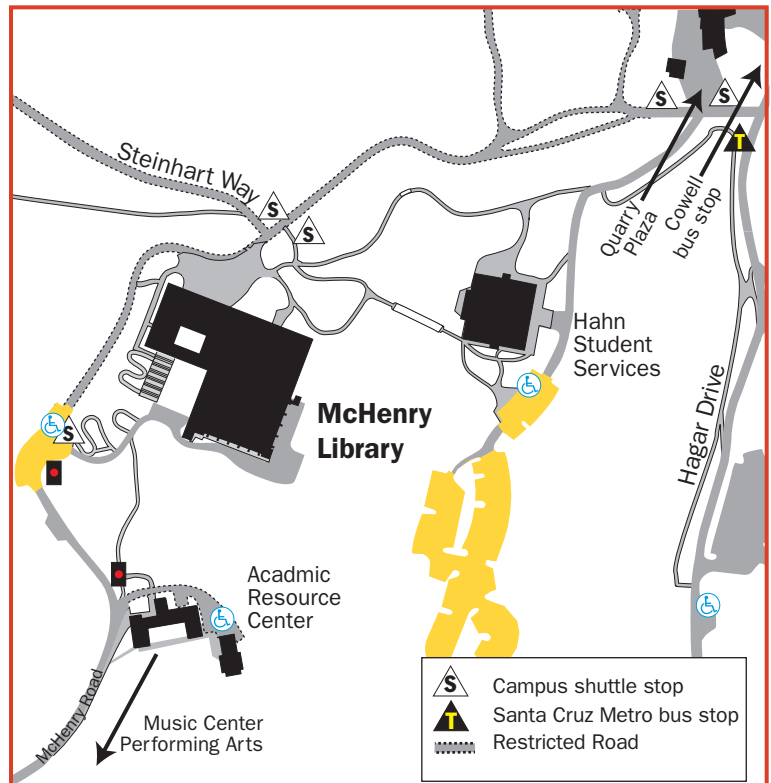 S
S
T
Steinhart Way
Quarry
Plaza
Cowell
bus stop
S
S
Hahn
Student
Services
McHenry
Library
S
Hagar Drive
Acadmic
Resource
Center
McHenry Road
Music Center
Performing Arts
S Campus shuttle stop
T Santa Cruz Metro bus stop
Restricted Road